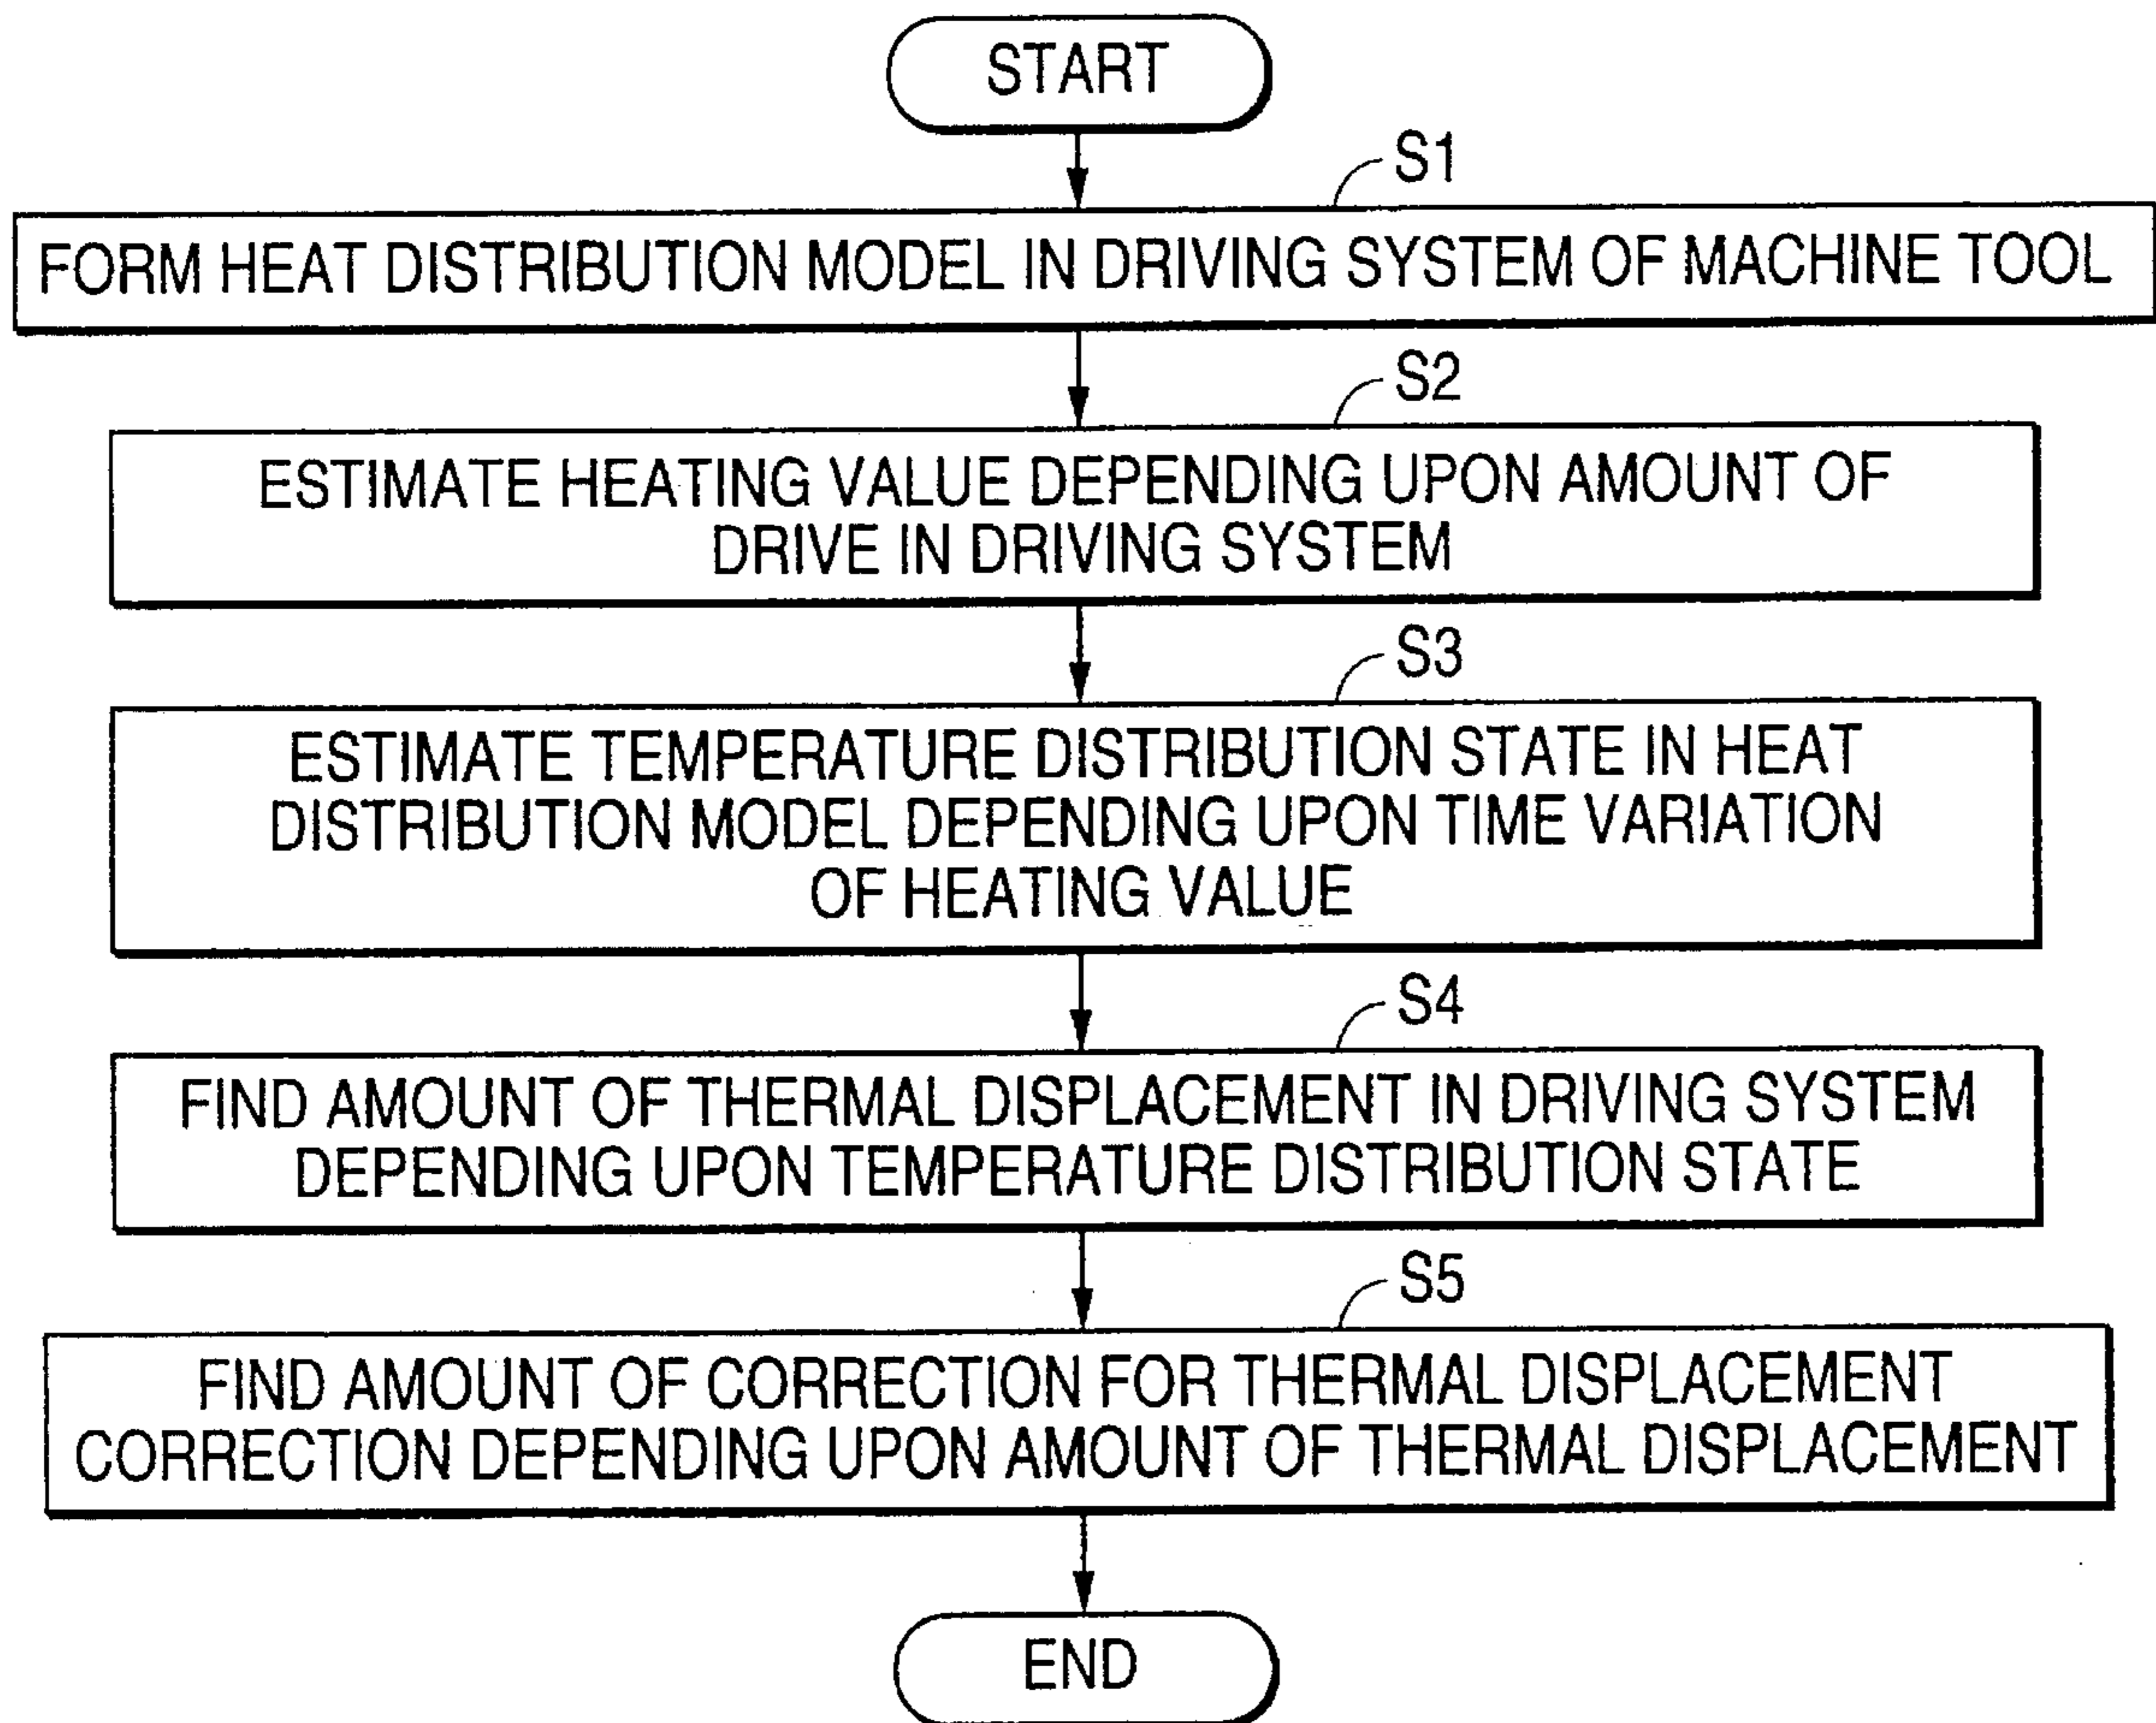 START
S1
FORM HEAT DISTRIBUTION MODEL IN DRIVING SYSTEM OF MACHINE TOOL
S2
ESTIMATE HEATING VALUE DEPENDING UPON AMOUNT OF
DRIVE IN DRIVING SYSTEM
S3
ESTIMATE TEMPERATURE DISTRIBUTION STATE IN HEAT
DISTRIBUTION MODEL DEPENDING UPON TIME VARIATION
OF HEATING VALUE
S4
FIND AMOUNT OF THERMAL DISPLACEMENT IN DRIVING SYSTEM
DEPENDING UPON TEMPERATURE DISTRIBUTION STATE
S5
FIND AMOUNT OF CORRECTION FOR THERMAL DISPLACEMENT
CORRECTION DEPENDING UPON AMOUNT OF THERMAL DISPLACEMENT
END